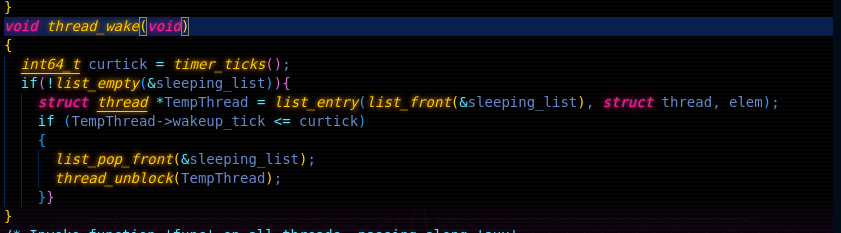 }
void thread_wake(void)
{
  int64_t curtick = timer_ticks();
  if(!list_empty(&sleeping_list)){
    struct thread *TempThread = list_entry(list_front(&sleeping_list), struct thread, elem);
    if (TempThread->wakeup_tick <= curtick)
    {
      list_pop_front(&sleeping_list);
      thread_unblock(TempThread);
    }}
}
/* Invoke function 'func' on all threads, passing along 'aux'